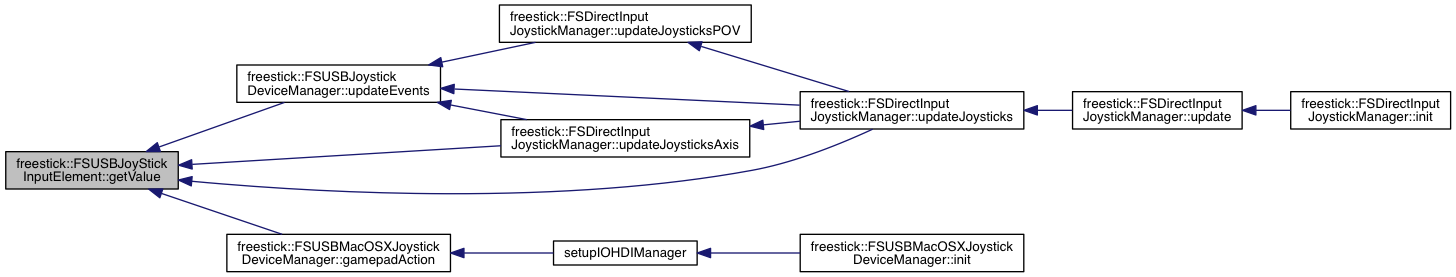 freestick::FSDirectInput
JoystickManager::updateJoysticksPOV
freestick::FSUSBJoystick
DeviceManager::updateEvents
freestick::FSDirectInput
JoystickManager::updateJoysticks
freestick::FSDirectInput
JoystickManager::update
freestick::FSDirectInput
JoystickManager::init
freestick::FSDirectInput
JoystickManager::updateJoysticksAxis
freestick::FSUSBJoyStick
InputElement::getValue
freestick::FSUSBMacOSXJoystick
DeviceManager::gamepadAction
setupIOHDIManager
freestick::FSUSBMacOSXJoystick
DeviceManager::init